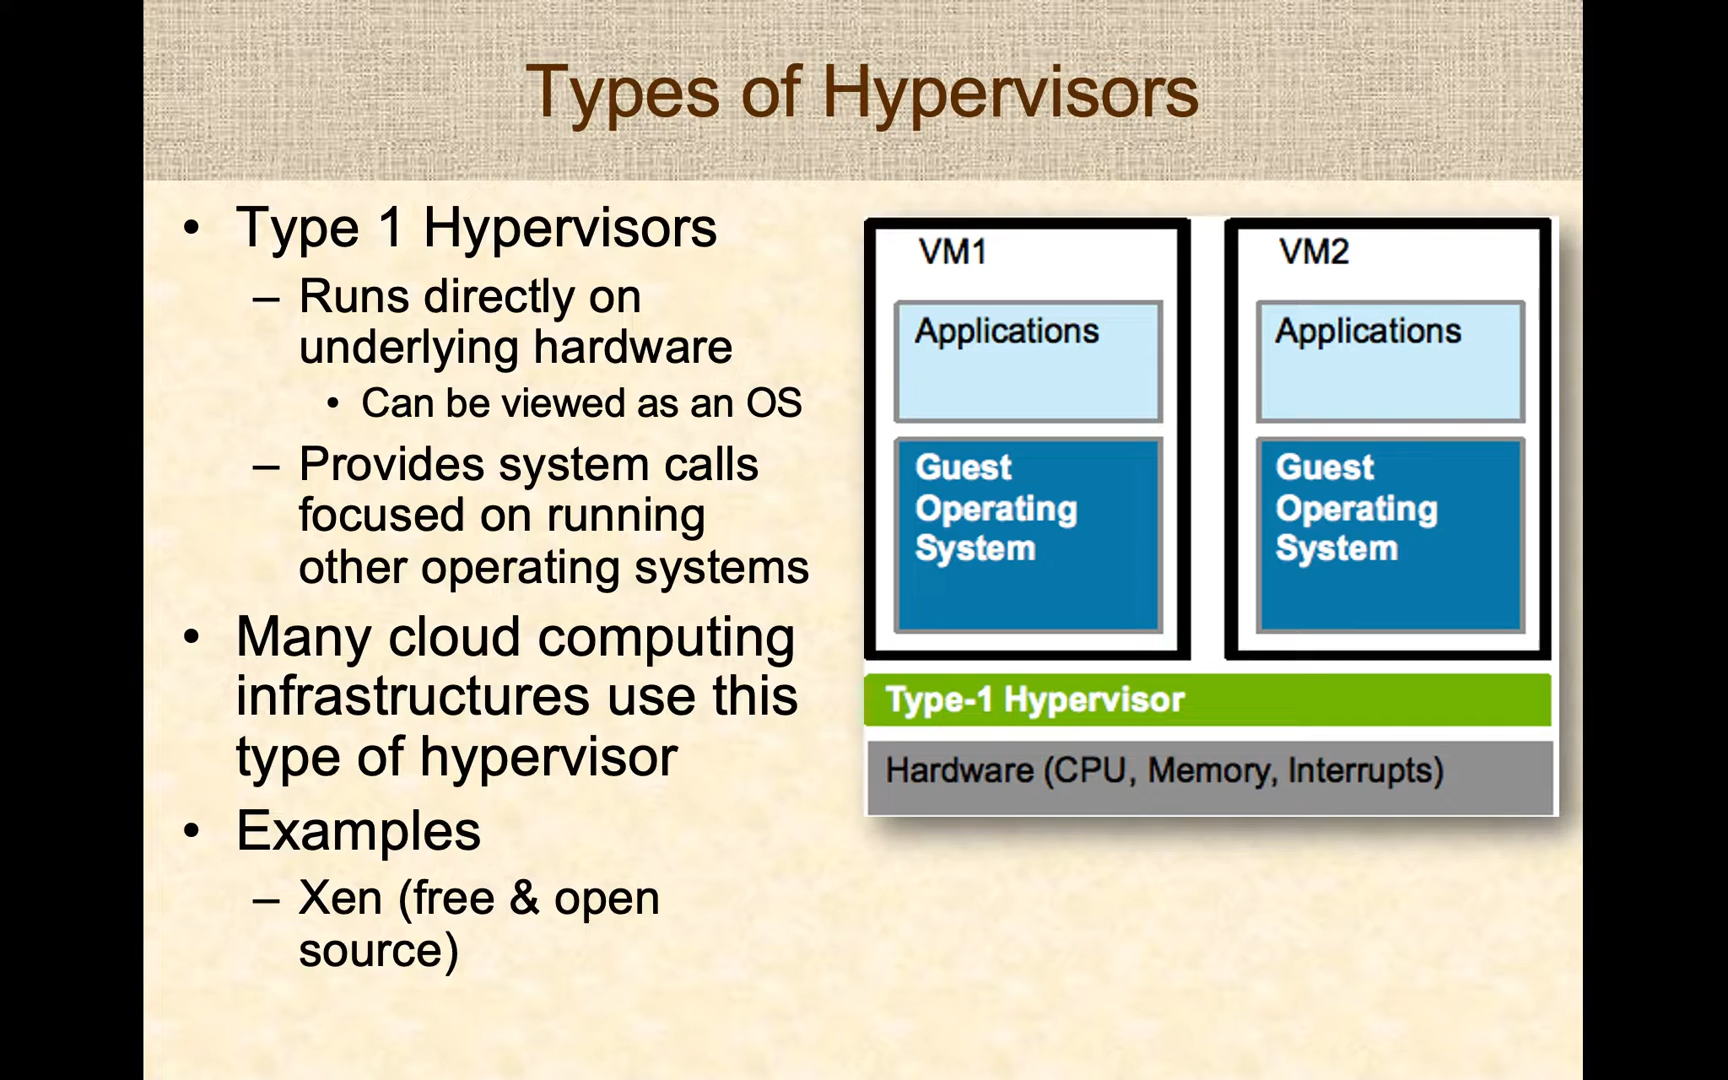 Types of Hypervisors
• Type 1 Hypervisors
– Runs directly on
underlying hardware
• Can be viewed as an OS
– Provides system calls
focused on running
other operating systems
• Many cloud computing
infrastructures use this
type of hypervisor
• Examples
– Xen (free & open
source)
VM1
Applications
Guest
Operating
System
VM2
Applications
Guest
Operating
System
Type-1 Hypervisor
Hardware (CPU, Memory, Interrupts)